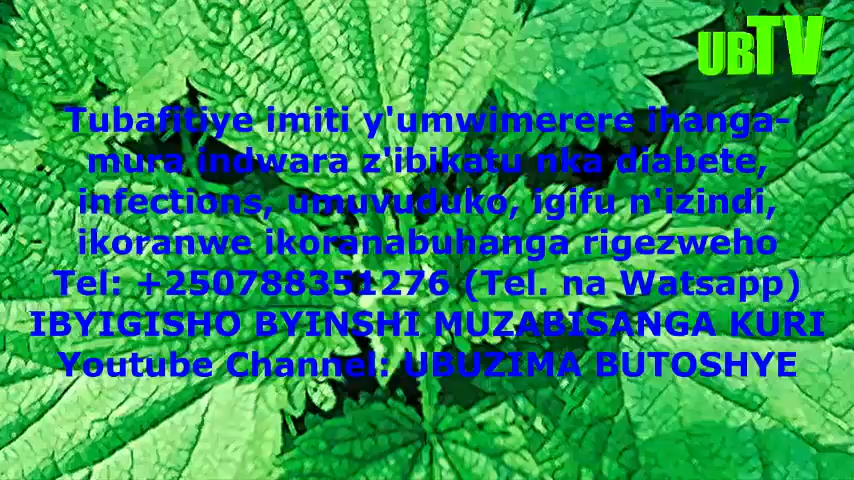 UBTV
Tubafitiye imiti y'umwimerere ihanga-
mura indwara z'ibikatu nka diabete,
infections, umuvuduko, igifu n'izindi,
ikoranwe ikoranabuhanga rigezweho
Tel: +250788351276 (Tel. na Watsapp)
IBYIGISHO BYINSHI MUZABISANGA KURI
Youtube Channel: UBUZIMA BUTOSHYE